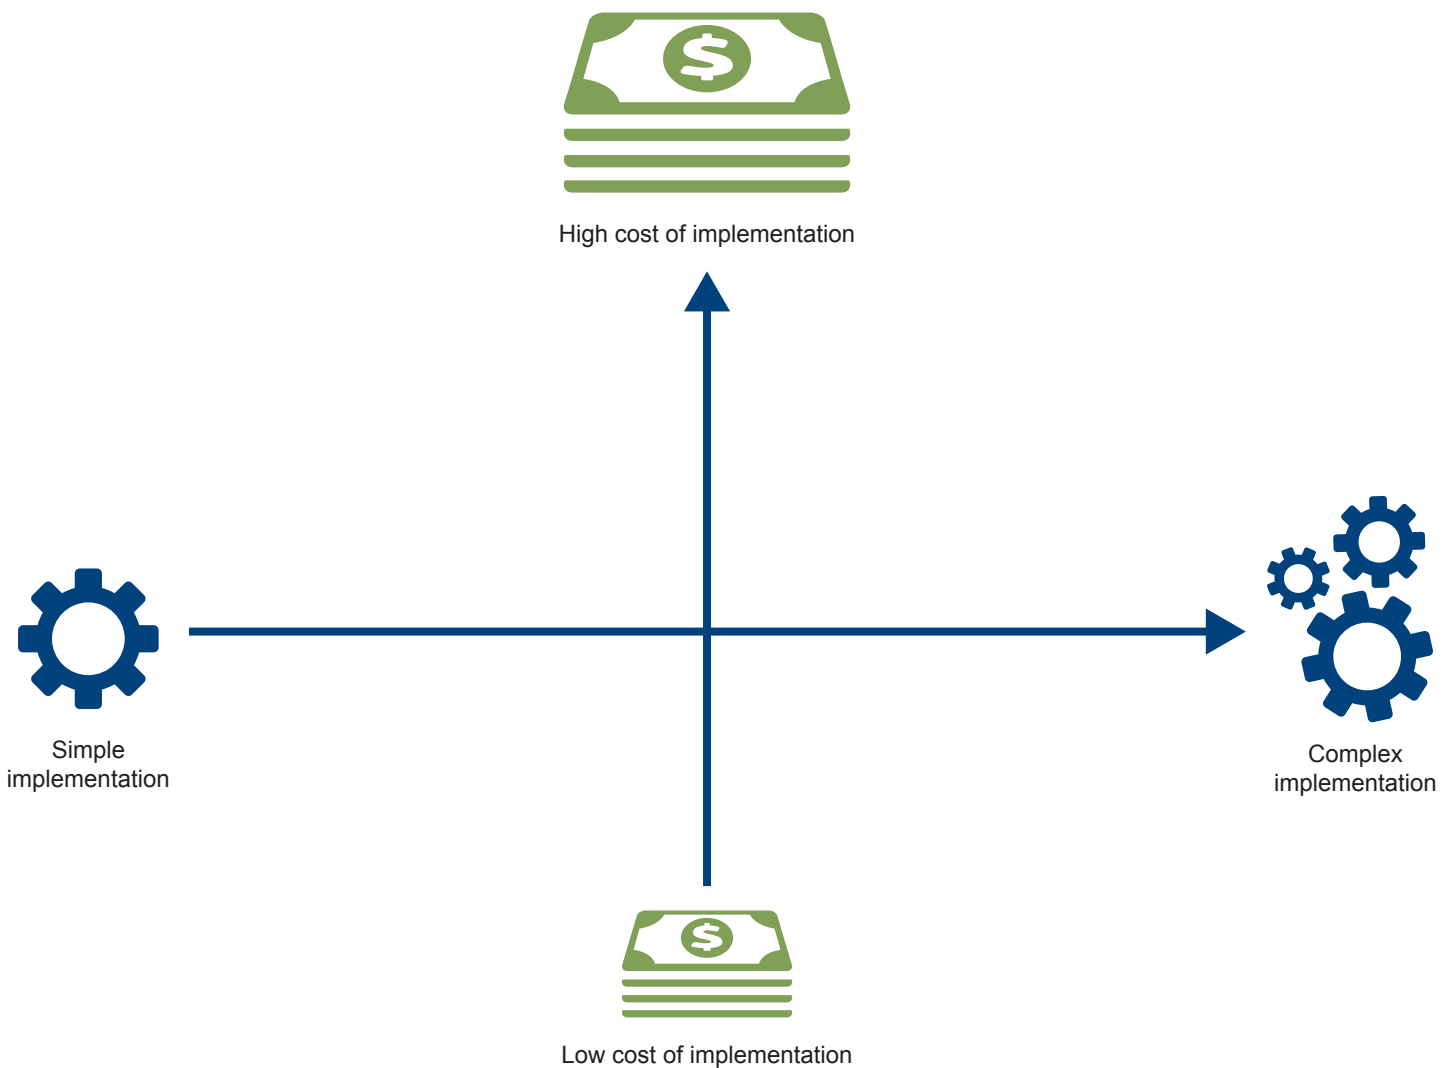 $
High cost of implementation
Simple
implementation
Complex
implementation
$
Low cost of implementation